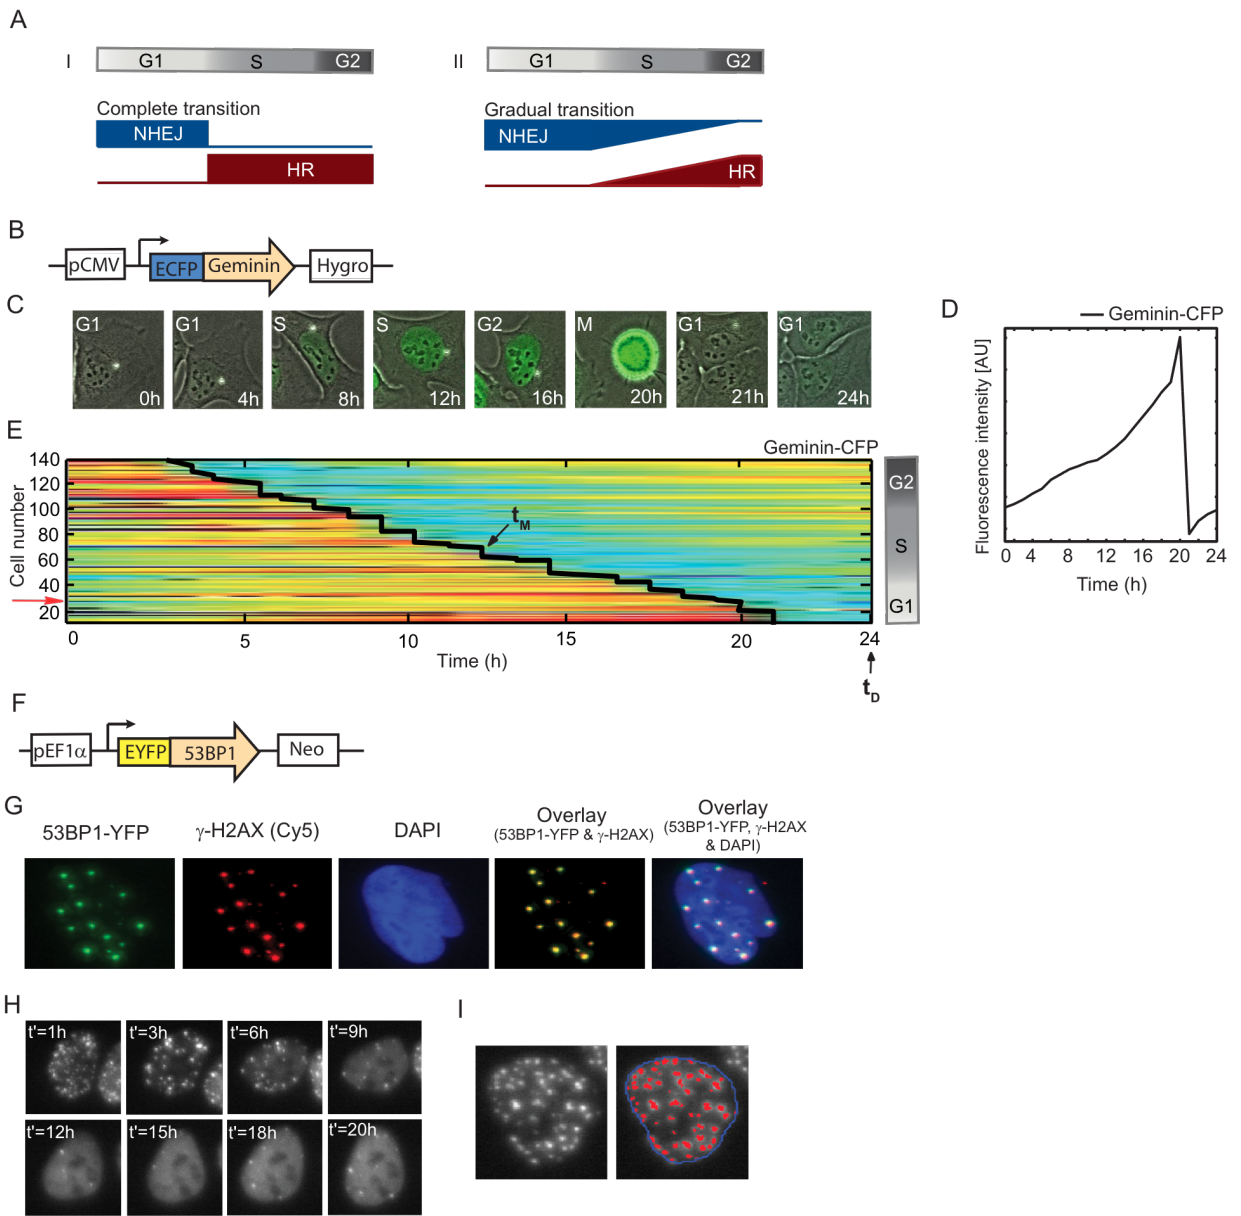 A
I
G1 S G2
II
G1 S G2
Complete transition
Gradual transition
NHEJ
HR
NHEJ
HR
B
pCMV ECFP Geminin Hygro
C
G1 0h
G1 4h
S 8h
S 12h
G2 16h
M 20h
G1 21h
G1 24h
D
Geminin-CFP
Fluorescence intensity [AU]
0 4 8 12 16 20 24
Time (h)
E
Geminin-CFP
Cell number
140
120
100
80
60
40
20
tM
0 5 10 15 20 24
Time (h)
tD
G2
S
G1
F
pEF1α EYFP 53BP1 Neo
G
53BP1-YFP
γ-H2AX (Cy5)
DAPI
Overlay
(53BP1-YFP & γ-H2AX)
Overlay
(53BP1-YFP, γ-H2AX
& DAPI)
H
t'=1h t'=3h t'=6h t'=9h
t'=12h t'=15h t'=18h t'=20h
I